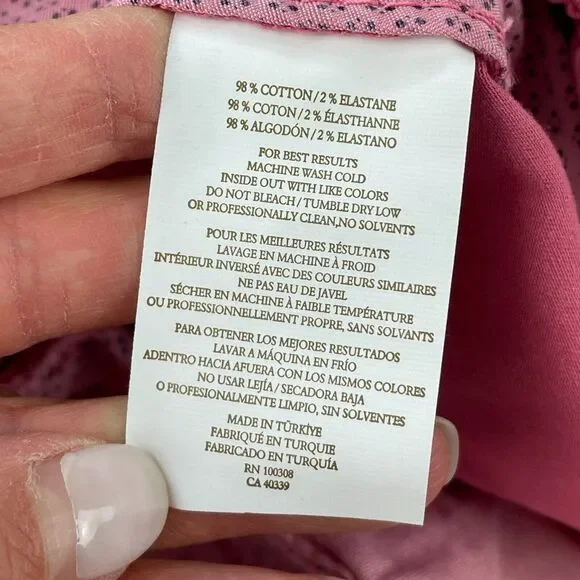 98 % COTTON / 2 % ELASTANE
98 % COTON / 2 % ÉLASTHANNE
98 % ALGODÓN / 2 % ELASTANO
FOR BEST RESULTS
MACHINE WASH COLD
INSIDE OUT WITH LIKE COLORS
DO NOT BLEACH / TUMBLE DRY LOW
OR PROFESSIONALLY CLEAN,NO SOLVENTS
POUR LES MEILLEURES RÉSULTATS
LAVAGE EN MACHINE À FROID
INTÉRIEUR INVERSÉ AVEC DES COULEURS SIMILAIRES
NE PAS EAU DE JAVEL
SÉCHER EN MACHINE À FAIBLE TEMPÉRATURE
OU PROFESSIONNELLEMENT PROPRE, SANS SOLVANTS
PARA OBTENER LOS MEJORES RESULTADOS
LAVAR A MÁQUINA EN FRÍO
ADENTRO HACIA AFUERA CON LOS MISMOS COLORES
NO USAR LEJÍA / SECADORA BAJA
O PROFESIONALMENTE LIMPIO, SIN SOLVENTES
MADE IN TÜRKİYE
FABRIQUÉ EN TURQUIE
FABRICADO EN TURQUÍA
RN 100308
CA 40339